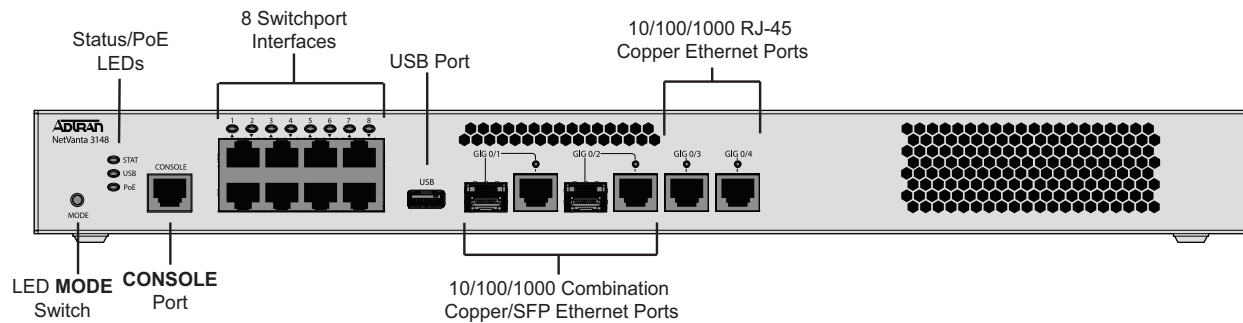 8 Switchport
Interfaces
10/100/1000 RJ-45
Copper Ethernet Ports
Status/PoE
LEDs
USB Port
ADTRAN
NetVanta 3148
1 2 3 4 5 6 7 8
STAT
USB
PoE
CONSOLE
MODE
USB
GIG 0/1
GIG 0/2
GIG 0/3
GIG 0/4
LED MODE
Switch
CONSOLE
Port
10/100/1000 Combination
Copper/SFP Ethernet Ports